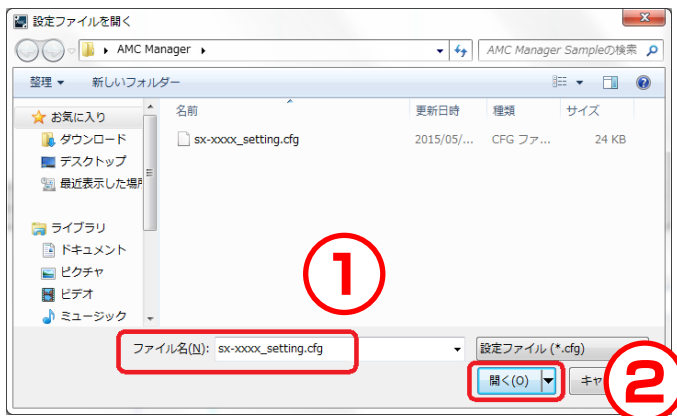 設定ファイルを開く
AMC Manager
AMC Manager Sampleの検索
整理 新しいフォルダー
お気に入り
ダウンロード
デスクトップ
最近表示した場所
ライブラリ
ドキュメント
ピクチャ
ビデオ
ミュージック
名前 更新日時 種類 サイズ
sx-xxxx_setting.cfg 2015/05/... CFG ファ... 24 KB
①
ファイル名(N): sx-xxxx_setting.cfg 設定ファイル (*.cfg)
開く(O) キャ
②